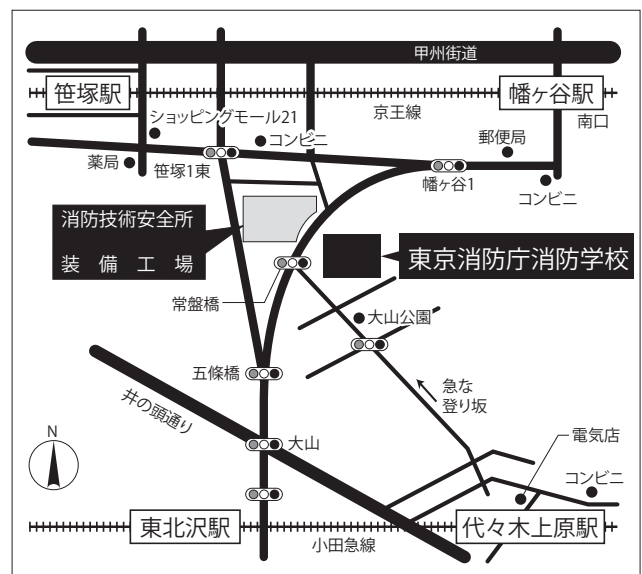 甲州街道
笹塚駅
京王線
幡ヶ谷駅
南口
ショッピングモール21
コンビニ
郵便局
薬局
笹塚1東
幡ヶ谷1
コンビニ
消防技術安全所
装備工場
東京消防庁消防学校
常盤橋
大山公園
五條橋
急な
登り坂
井の頭通り
大山
電気店
N
コンビニ
東北沢駅
小田急線
代々木上原駅